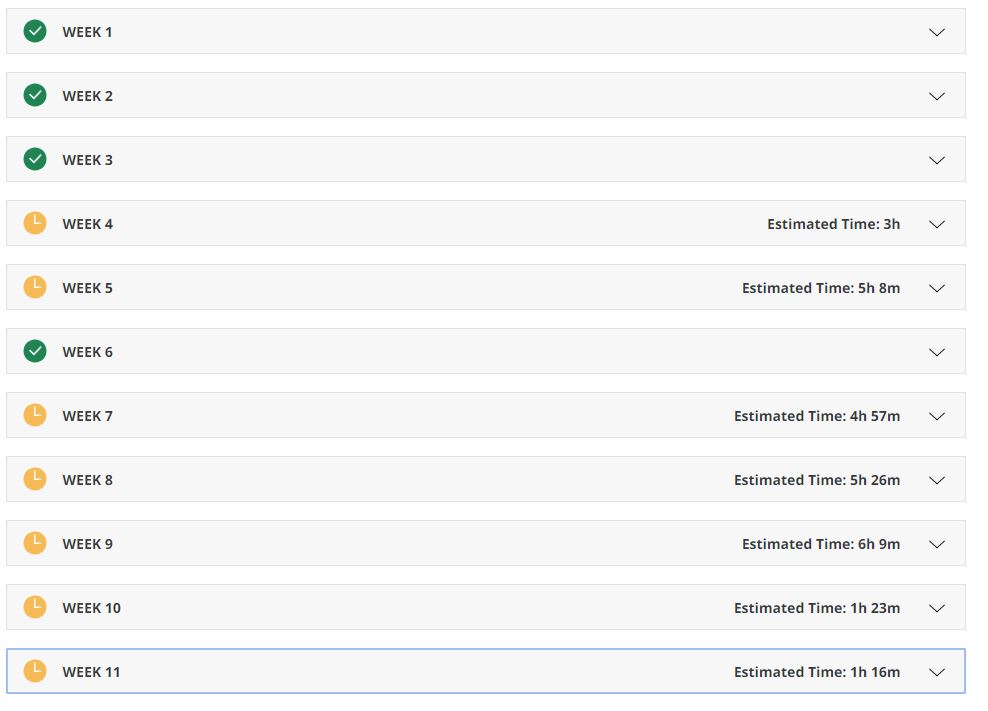 WEEK 1
WEEK 2
WEEK 3
WEEK 4 Estimated Time: 3h
WEEK 5 Estimated Time: 5h 8m
WEEK 6
WEEK 7 Estimated Time: 4h 57m
WEEK 8 Estimated Time: 5h 26m
WEEK 9 Estimated Time: 6h 9m
WEEK 10 Estimated Time: 1h 23m
WEEK 11 Estimated Time: 1h 16m